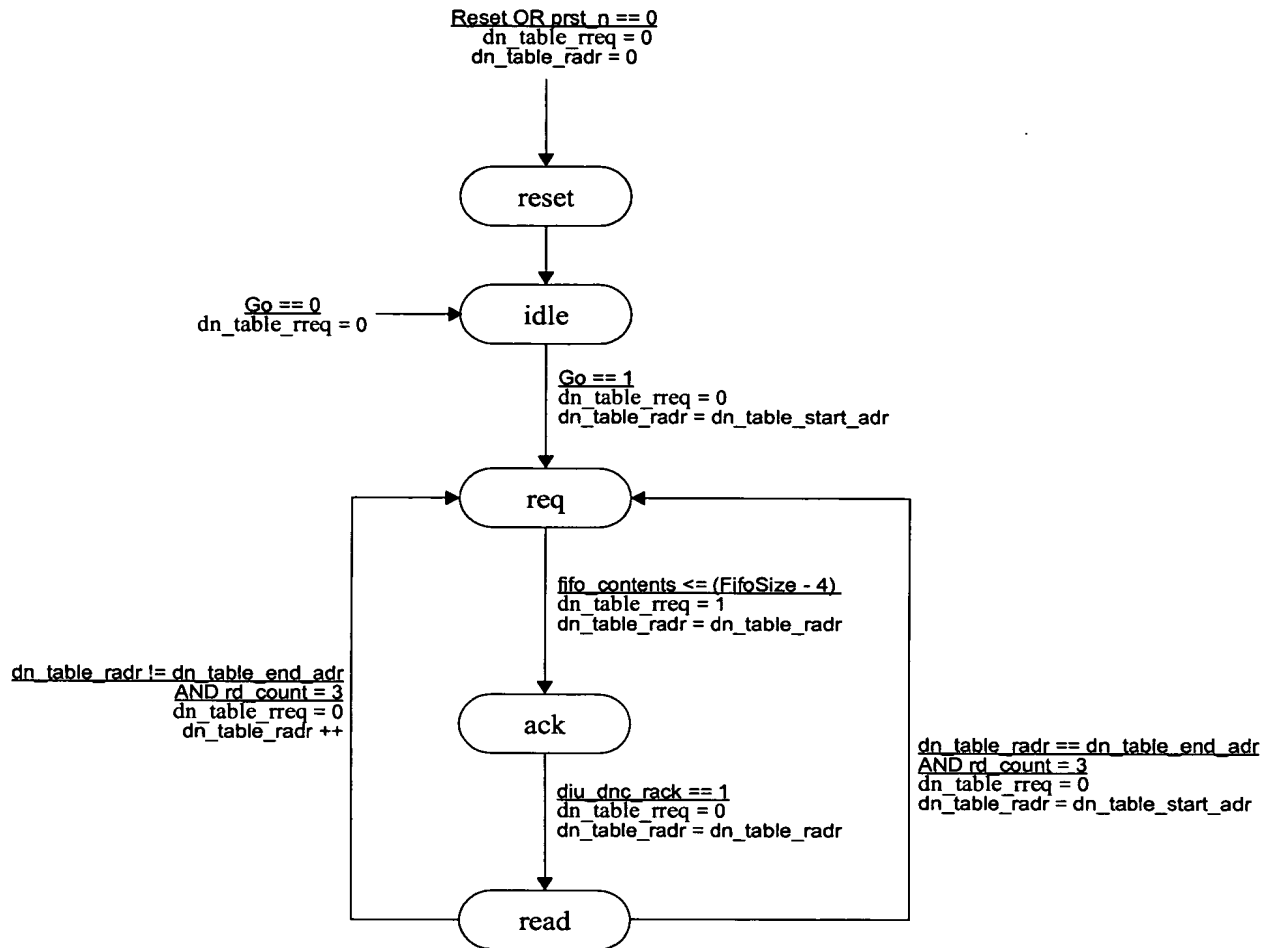 Reset OR prst_n == 0
dn_table_rreq = 0
dn_table_radr = 0
reset
Go == 0
dn_table_rreq = 0
idle
Go == 1
dn_table_rreq = 0
dn_table_radr = dn_table_start_adr
req
fifo_contents <= (FifoSize - 4)
dn_table_rreq = 1
dn_table_radr = dn_table_radr
dn_table_radr != dn_table_end_adr
AND rd_count = 3
dn_table_rreq = 0
dn_table_radr ++
ack
dn_table_radr == dn_table_end_adr
AND rd_count = 3
dn_table_rreq = 0
dn_table_radr = dn_table_start_adr
diu_dnc_rack == 1
dn_table_rreq = 0
dn_table_radr = dn_table_radr
read